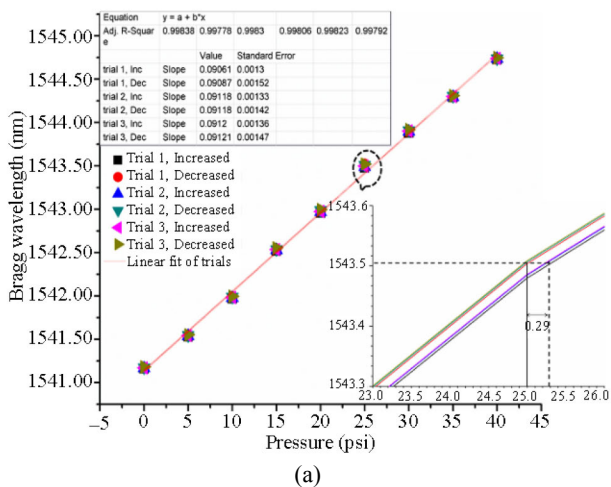 Equation y = a + b*x
Adj. R-Squar 0.99838 0.99778 0.9983 0.99806 0.99823 0.99792
e
Value Standard Error
trial 1, Inc Slope 0.09061 0.0013
trial 1, Dec Slope 0.09087 0.00152
trial 2, Inc Slope 0.09118 0.00133
trial 2, Dec Slope 0.09118 0.00142
trial 3, Inc Slope 0.0912 0.00136
trial 3, Dec Slope 0.09121 0.00147
Trial 1, Increased
Trial 1, Decreased
Trial 2, Increased
Trial 2, Decreased
Trial 3, Increased
Trial 3, Decreased
Linear fit of trials
Bragg wavelength (nm)
1545.00
1544.50
1544.00
1543.50
1543.00
1542.50
1542.00
1541.50
1541.00
1543.6
1543.5
1543.4
1543.3
0.29
23.0 23.5 24.0 24.5 25.0 25.5 26.0
−5 0 5 10 15 20 25 30 35 40 45
Pressure (psi)
(a)